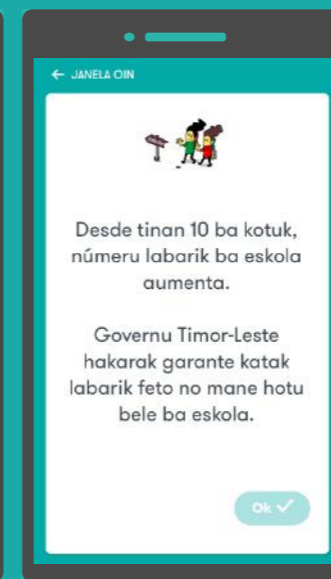 ← JANELA OIN
Desde tinan 10 ba kotuk,
númeru labarik ba eskola
aumenta.
Governu Timor-Leste
hakarak garante katak
labarik feto no mane hotu
bele ba eskola.
Ok ✓